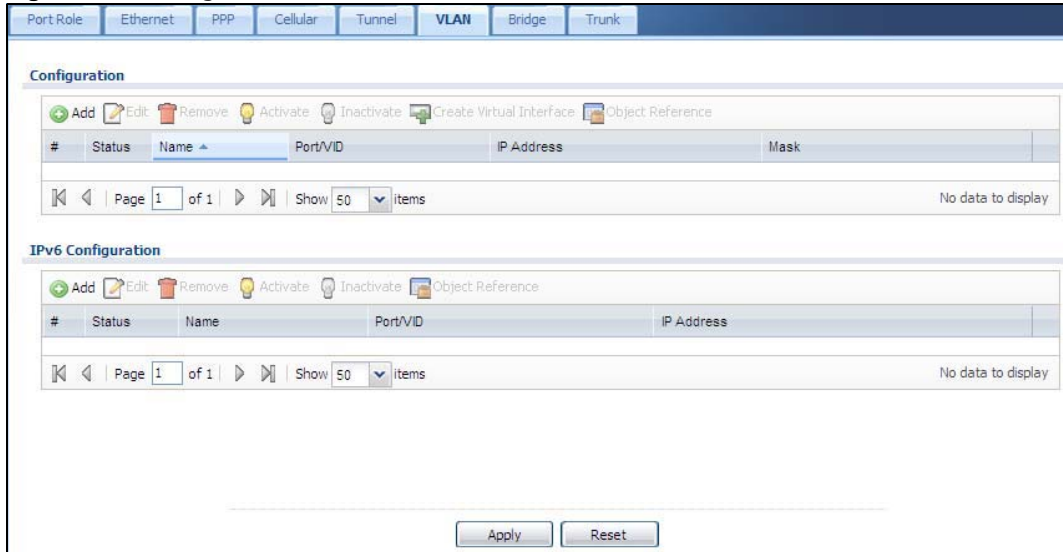 Port Role Ethernet PPP Cellular Tunnel VLAN Bridge Trunk
Configuration
Add Edit Remove Activate Inactivate Create Virtual Interface Object Reference
# Status Name Port/VID IP Address Mask
Page 1 of 1 Show 50 items No data to display
IPv6 Configuration
Add Edit Remove Activate Inactivate Object Reference
# Status Name Port/VID IP Address
Page 1 of 1 Show 50 items No data to display
Apply Reset